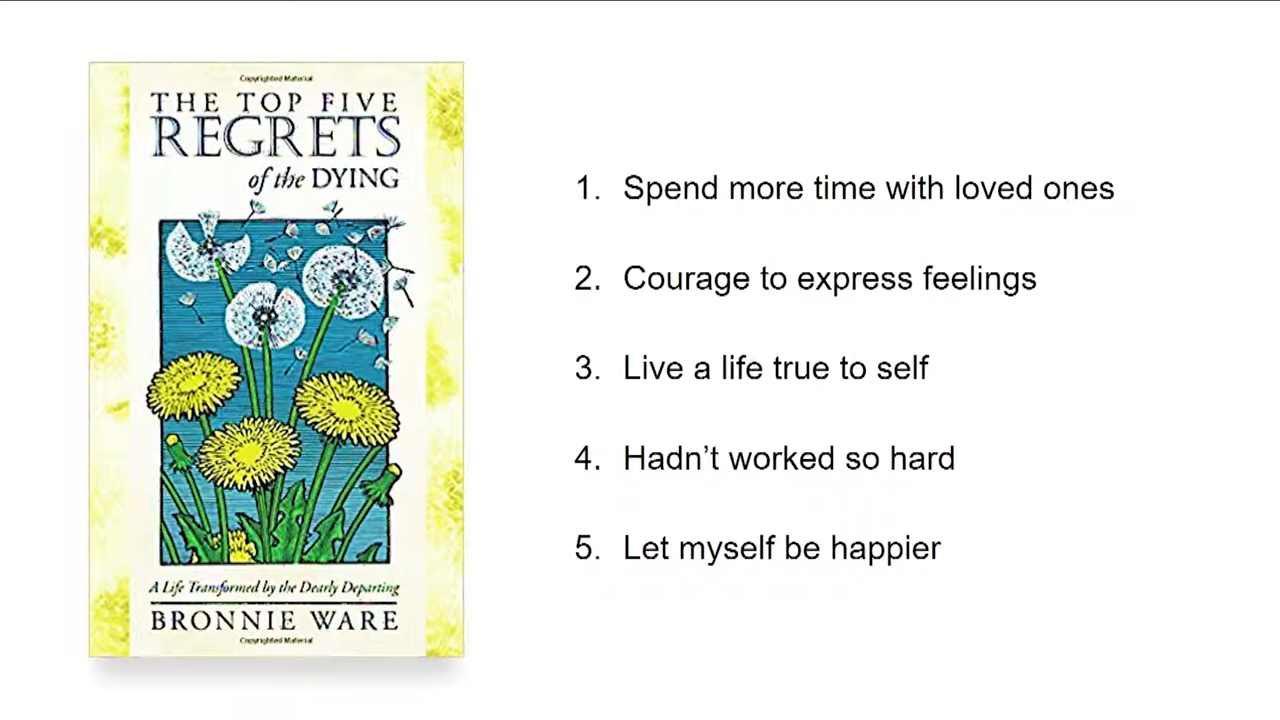 Copyrighted Material
THE TOP FIVE
REGRETS
of the DYING
A Life Transformed by the Dearly Departing
BRONNIE WARE
Copyrighted Material
1. Spend more time with loved ones
2. Courage to express feelings
3. Live a life true to self
4. Hadn’t worked so hard
5. Let myself be happier